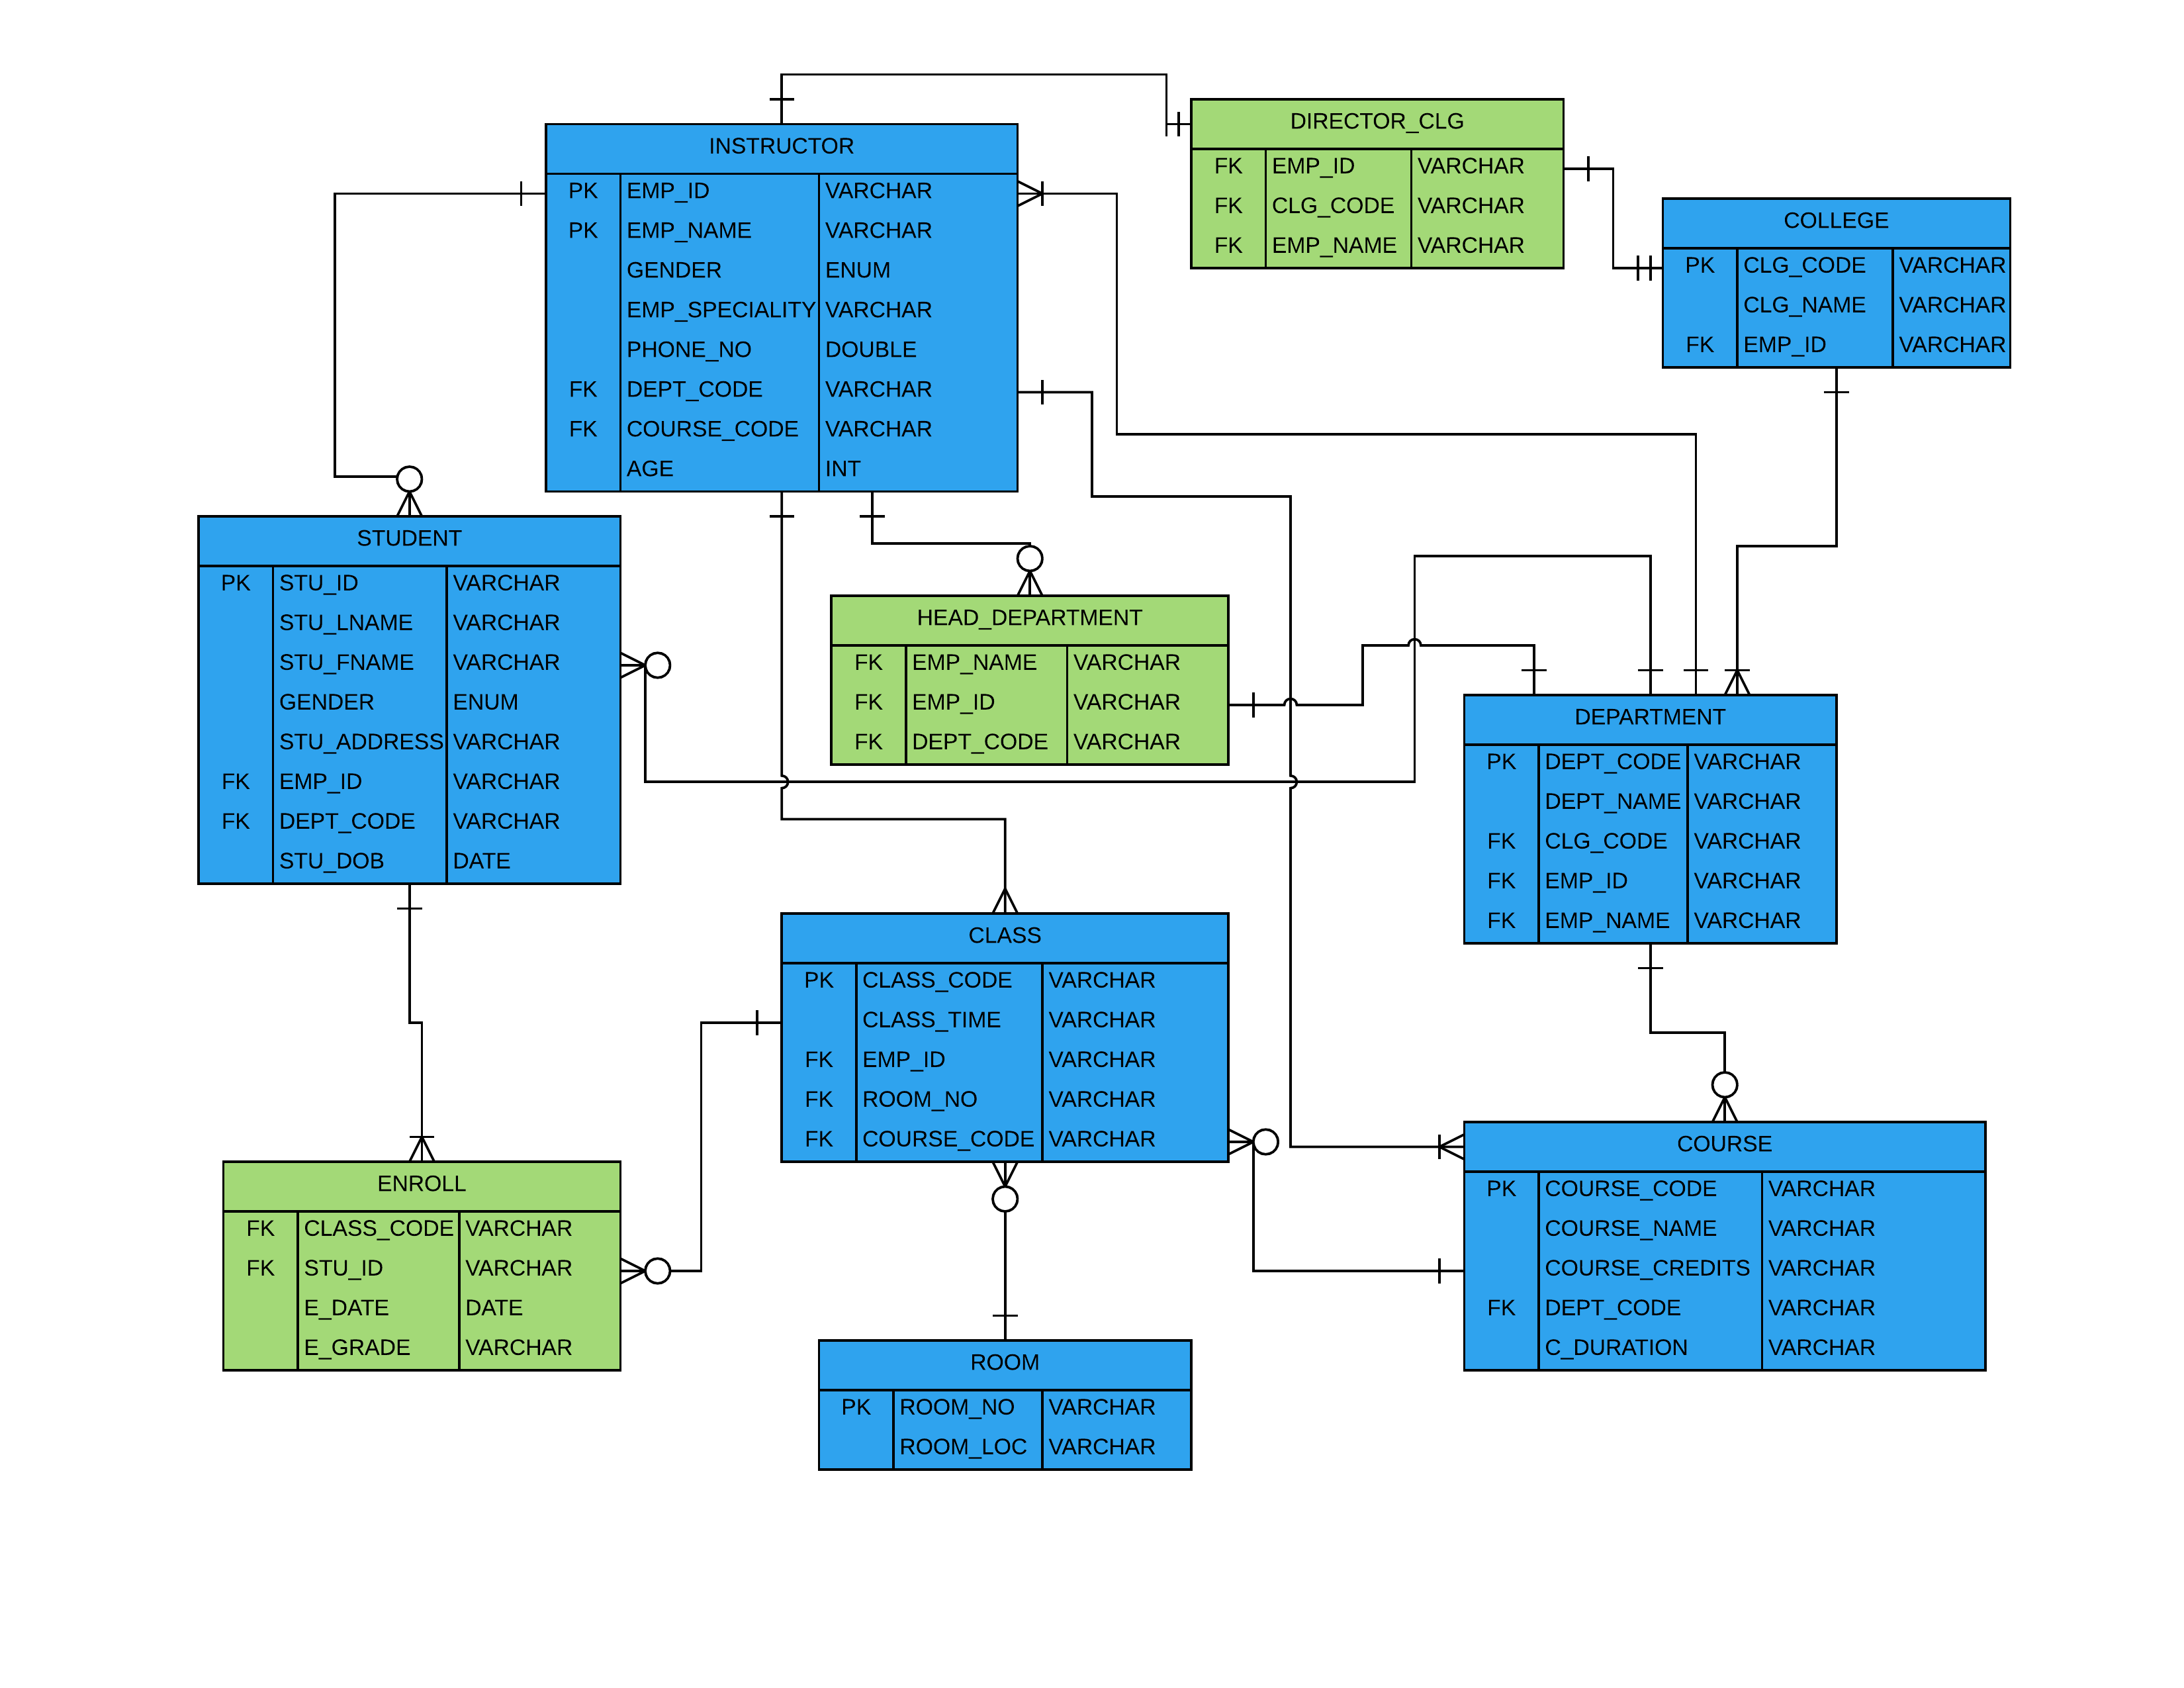 INSTRUCTOR
PK EMP_ID VARCHAR
PK EMP_NAME VARCHAR
GENDER ENUM
EMP_SPECIALITY VARCHAR
PHONE_NO DOUBLE
FK DEPT_CODE VARCHAR
FK COURSE_CODE VARCHAR
AGE INT
DIRECTOR_CLG
FK EMP_ID VARCHAR
FK CLG_CODE VARCHAR
FK EMP_NAME VARCHAR
COLLEGE
PK CLG_CODE VARCHAR
CLG_NAME VARCHAR
FK EMP_ID VARCHAR
STUDENT
PK STU_ID VARCHAR
STU_LNAME VARCHAR
STU_FNAME VARCHAR
GENDER ENUM
STU_ADDRESS VARCHAR
FK EMP_ID VARCHAR
FK DEPT_CODE VARCHAR
STU_DOB DATE
HEAD_DEPARTMENT
FK EMP_NAME VARCHAR
FK EMP_ID VARCHAR
FK DEPT_CODE VARCHAR
DEPARTMENT
PK DEPT_CODE VARCHAR
DEPT_NAME VARCHAR
FK CLG_CODE VARCHAR
FK EMP_ID VARCHAR
FK EMP_NAME VARCHAR
CLASS
PK CLASS_CODE VARCHAR
CLASS_TIME VARCHAR
FK EMP_ID VARCHAR
FK ROOM_NO VARCHAR
FK COURSE_CODE VARCHAR
ENROLL
FK CLASS_CODE VARCHAR
FK STU_ID VARCHAR
E_DATE DATE
E_GRADE VARCHAR
COURSE
PK COURSE_CODE VARCHAR
COURSE_NAME VARCHAR
COURSE_CREDITS VARCHAR
FK DEPT_CODE VARCHAR
C_DURATION VARCHAR
ROOM
PK ROOM_NO VARCHAR
ROOM_LOC VARCHAR